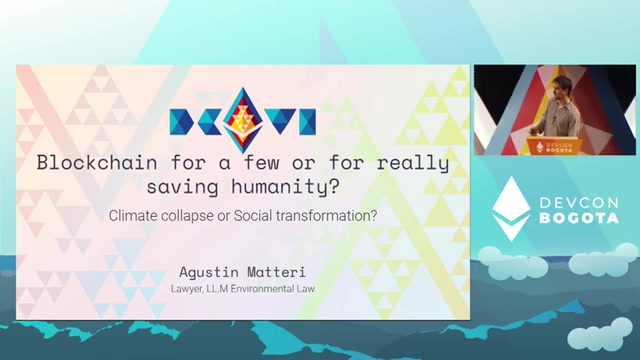 DCVVI
Blockchain for a few or for really
saving humanity?
Climate collapse or Social transformation?
Agustin Matteri
Lawyer, LL.M Environmental Law
DEVCON
BOGOTA
DEVCON
BOGOTA